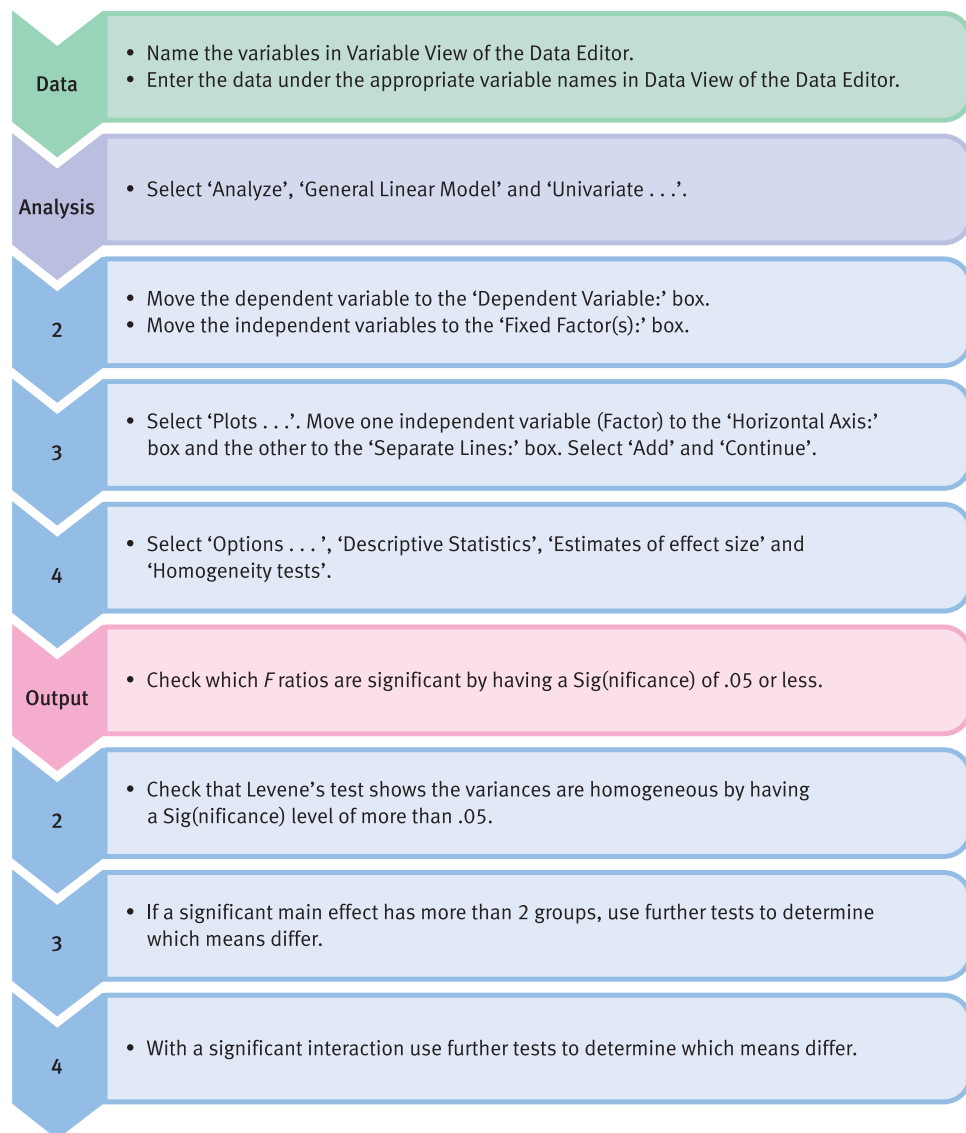 Data
• Name the variables in Variable View of the Data Editor.
• Enter the data under the appropriate variable names in Data View of the Data Editor.
Analysis
• Select ‘Analyze’, ‘General Linear Model’ and ‘Univariate . . .’.
2
• Move the dependent variable to the ‘Dependent Variable:’ box.
• Move the independent variables to the ‘Fixed Factor(s):’ box.
3
• Select ‘Plots . . .’. Move one independent variable (Factor) to the ‘Horizontal Axis:’
box and the other to the ‘Separate Lines:’ box. Select ‘Add’ and ‘Continue’.
4
• Select ‘Options . . . ’, ‘Descriptive Statistics’, ‘Estimates of effect size’ and
‘Homogeneity tests’.
Output
• Check which F ratios are significant by having a Sig(nificance) of .05 or less.
2
• Check that Levene’s test shows the variances are homogeneous by having
a Sig(nificance) level of more than .05.
3
• If a significant main effect has more than 2 groups, use further tests to determine
which means differ.
4
• With a significant interaction use further tests to determine which means differ.